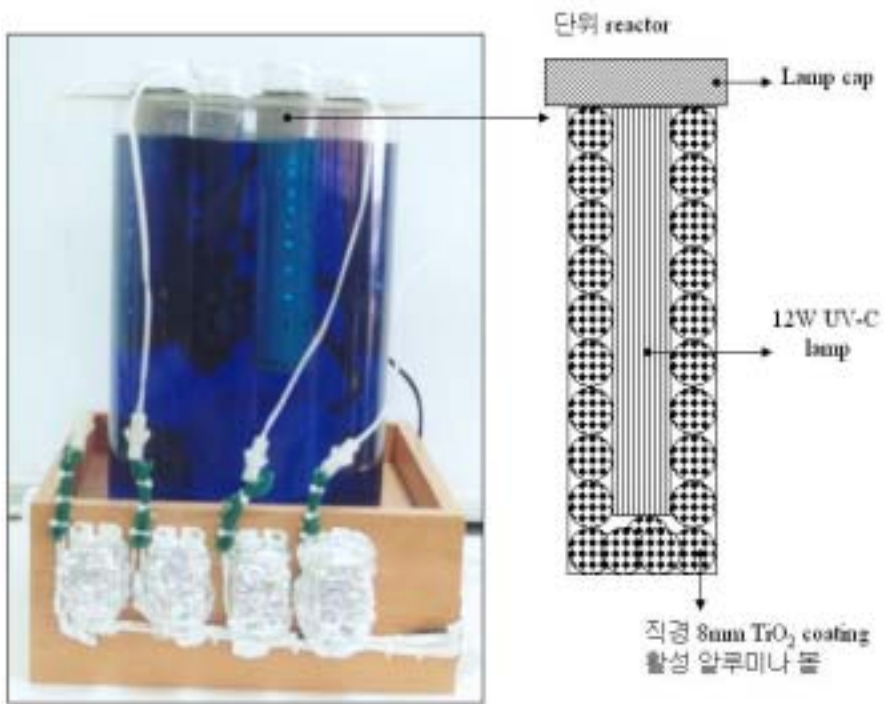 단위 reactor
Lamp cap
12W UV-C
lamp
직경 8mm TiO₂ coating
활성 알루미나 볼